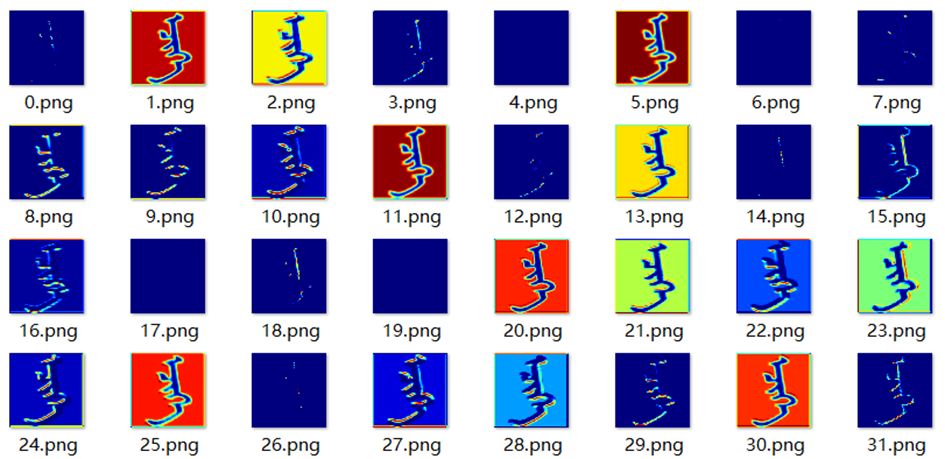 0.png 1.png 2.png 3.png 4.png 5.png 6.png 7.png
8.png 9.png 10.png 11.png 12.png 13.png 14.png 15.png
16.png 17.png 18.png 19.png 20.png 21.png 22.png 23.png
24.png 25.png 26.png 27.png 28.png 29.png 30.png 31.png